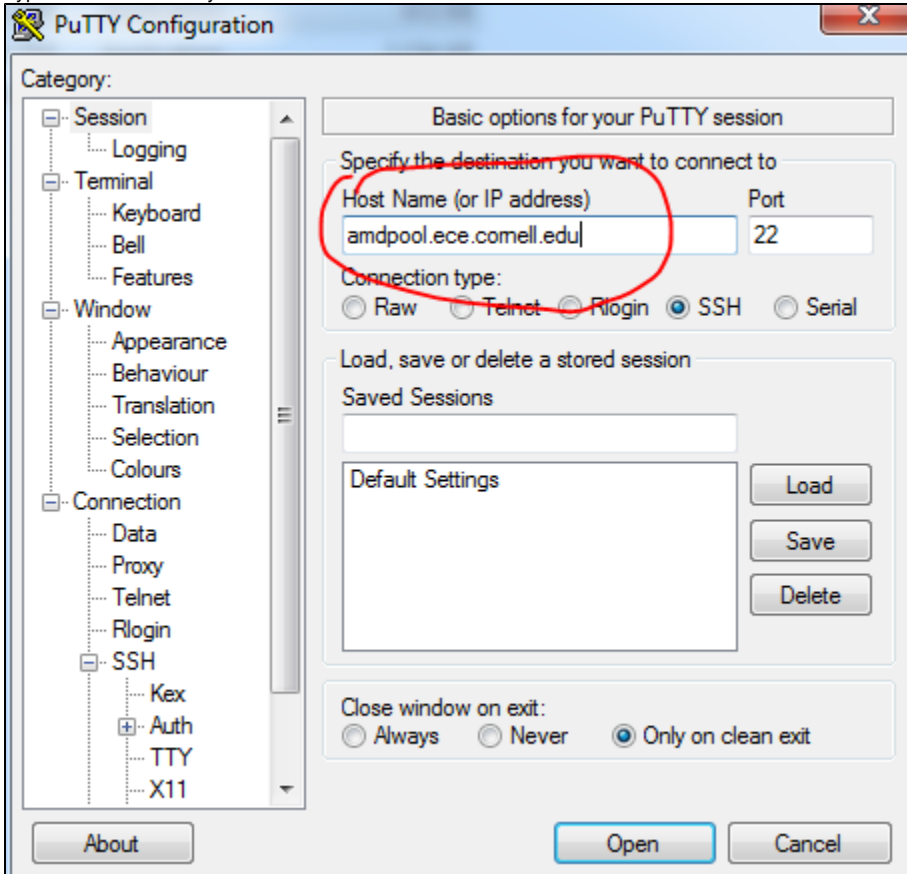 PuTTY Configuration
Category:
Session
Logging
Terminal
Keyboard
Bell
Features
Window
Appearance
Behaviour
Translation
Selection
Colours
Connection
Data
Proxy
Telnet
Rlogin
SSH
Kex
Auth
TTY
X11
Basic options for your PuTTY session
Specify the destination you want to connect to
Host Name (or IP address) Port
amdpool.ece.cornell.edu 22
Connection type:
Raw Telnet Rlogin SSH Serial
Load, save or delete a stored session
Saved Sessions
Default Settings
Load
Save
Delete
Close window on exit:
Always Never Only on clean exit
About Open Cancel